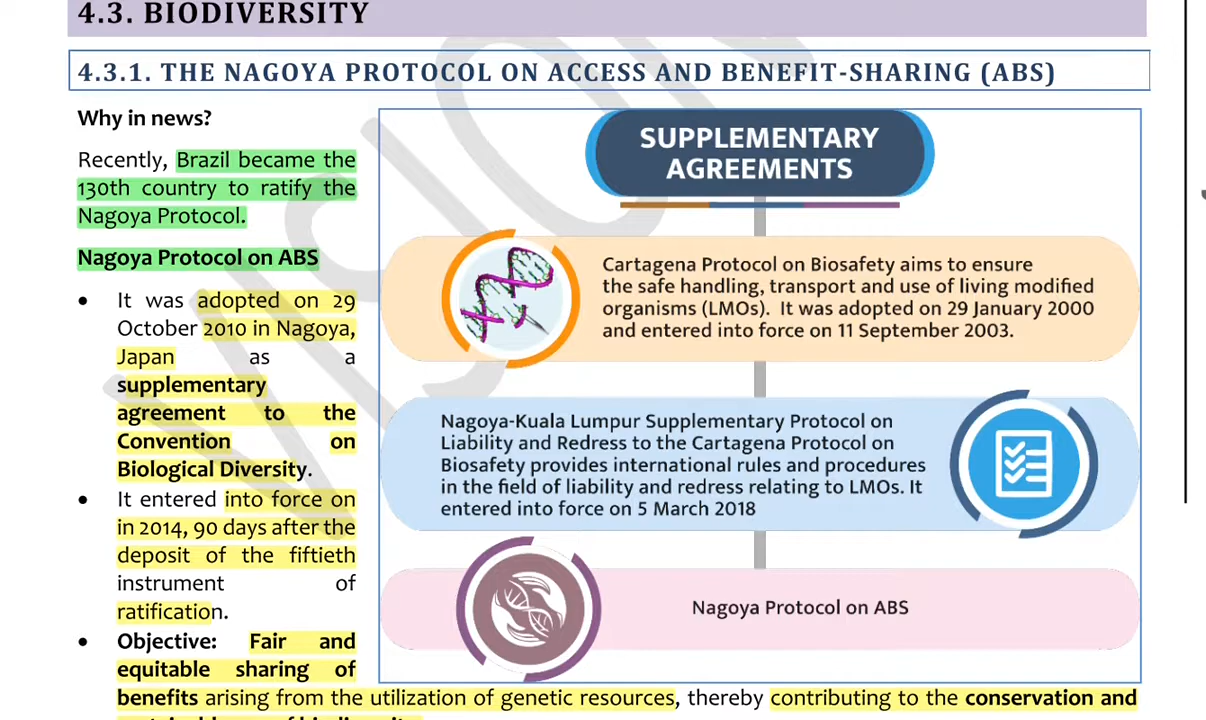 4.3. BIODIVERSITY
4.3.1. THE NAGOYA PROTOCOL ON ACCESS AND BENEFIT-SHARING (ABS)
Why in news?
Recently, Brazil became the
130th country to ratify the
Nagoya Protocol.
Nagoya Protocol on ABS
• It was adopted on 29
October 2010 in Nagoya,
Japan as a
supplementary
agreement to the
Convention on
Biological Diversity.
• It entered into force on
in 2014, 90 days after the
deposit of the fiftieth
instrument of
ratification.
• Objective: Fair and
equitable sharing of
benefits arising from the utilization of genetic resources, thereby contributing to the conservation and
SUPPLEMENTARY
AGREEMENTS
Cartagena Protocol on Biosafety aims to ensure
the safe handling, transport and use of living modified
organisms (LMOs). It was adopted on 29 January 2000
and entered into force on 11 September 2003.
Nagoya-Kuala Lumpur Supplementary Protocol on
Liability and Redress to the Cartagena Protocol on
Biosafety provides international rules and procedures
in the field of liability and redress relating to LMOs. It
entered into force on 5 March 2018
Nagoya Protocol on ABS